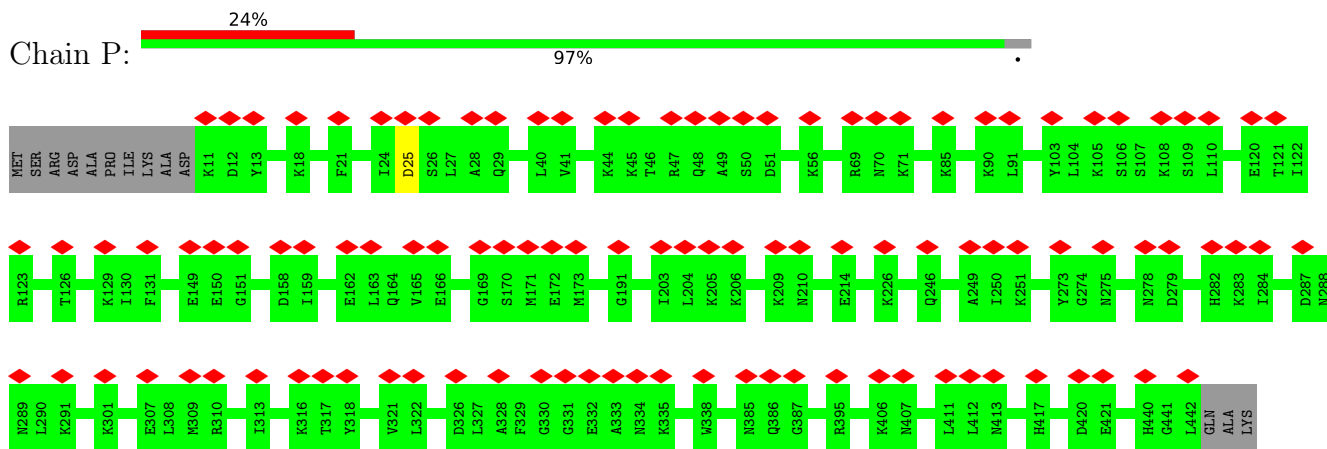 24%
Chain P:
97%
.
MET SER ARG ASP ALA PRO ILE LYS ALA ASP K11 D12 Y13 K18 F21 I24 D25 S26 L27 A28 Q29 L40 V41 K44 K45 T46 R47 Q48 A49 S50 D51 K56 R69 N70 K71 K85 K90 L91 Y103 L104 K105 S106 S107 K108 S109 L110 E120 T121 I122
R123 T126 K129 I130 F131 E149 E150 G151 D158 I159 E162 L163 Q164 V165 E166 G169 S170 M171 E172 M173 G191 I203 L204 K205 K206 K209 N210 E214 K226 Q246 A249 I250 K251 Y273 G274 N275 N278 D279 H282 K283 I284 D287 N288
N289 L290 K291 K301 E307 L308 M309 R310 I313 K316 T317 Y318 V321 L322 D326 L327 A328 F329 G330 G331 E332 A333 N334 K335 W338 N385 Q386 G387 R395 K406 N407 L411 L412 N413 H417 D420 E421 H440 G441 L442 GLN ALA LYS